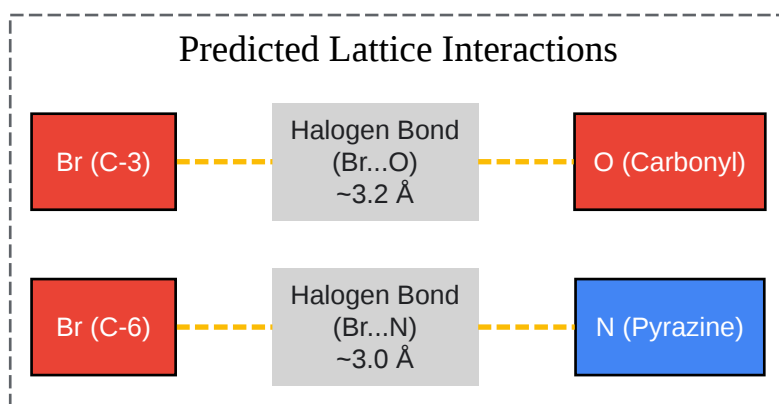 Predicted Lattice Interactions
Br (C-3)
Halogen Bond
(Br...O)
~3.2 Å
O (Carbonyl)
Br (C-6)
Halogen Bond
(Br...N)
~3.0 Å
N (Pyrazine)